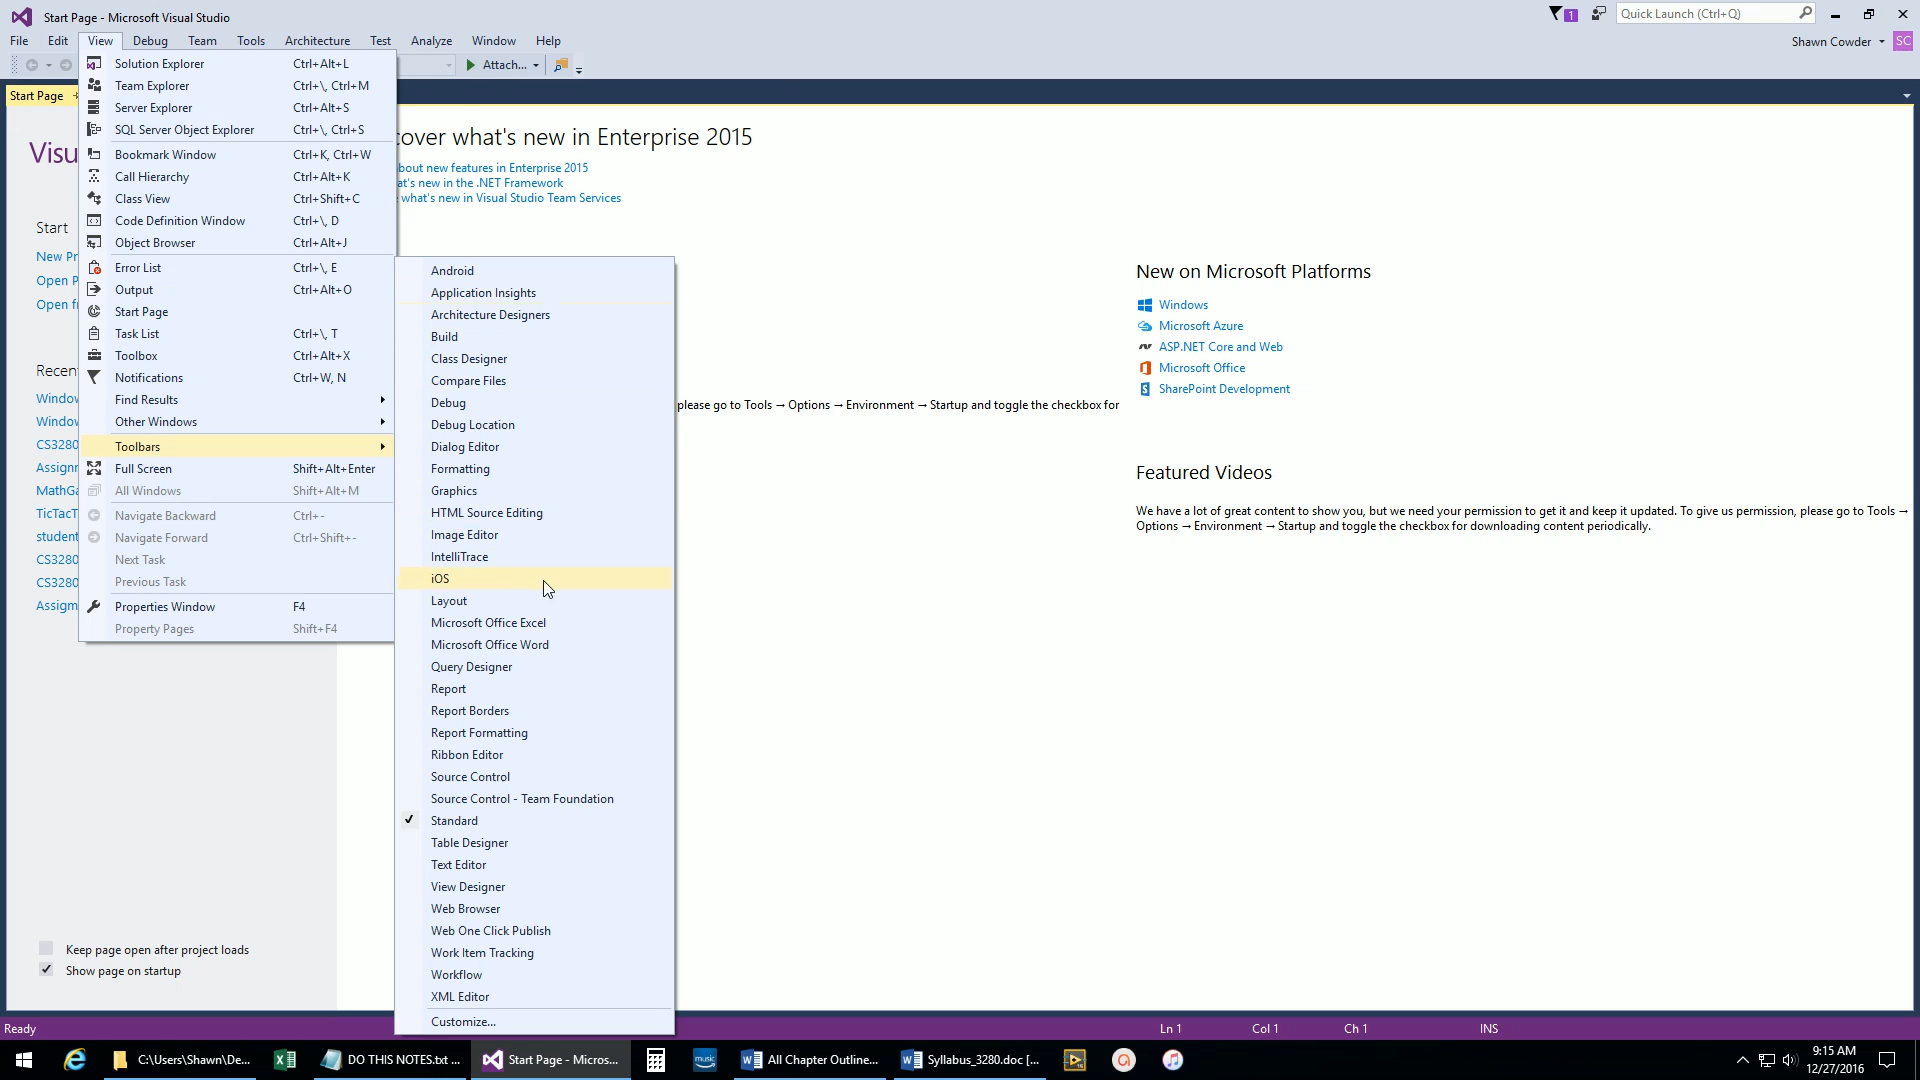 Start Page - Microsoft Visual Studio
1
Quick Launch (Ctrl+Q)
File Edit View Debug Team Tools Architecture Test Analyze Window Help
Shawn Cowder SC
Attach...
Start Page
Solution Explorer Ctrl+Alt+L
Team Explorer Ctrl+\, Ctrl+M
Server Explorer Ctrl+Alt+S
SQL Server Object Explorer Ctrl+\, Ctrl+S
Bookmark Window Ctrl+K, Ctrl+W
Call Hierarchy Ctrl+Alt+K
Class View Ctrl+Shift+C
Code Definition Window Ctrl+\, D
Object Browser Ctrl+Alt+J
Error List Ctrl+\, E
Output Ctrl+Alt+O
Start Page
Task List Ctrl+\, T
Toolbox Ctrl+Alt+X
Notifications Ctrl+W, N
Find Results
Other Windows
Toolbars
Full Screen Shift+Alt+Enter
All Windows Shift+Alt+M
Navigate Backward Ctrl+-
Navigate Forward Ctrl+Shift+-
Next Task
Previous Task
Properties Window F4
Property Pages Shift+F4
Visu
Start
New Pr
Open P
Open fr
Recen
Window
Window
CS3280
Assignm
MathGa
TicTacT
student
CS3280
CS3280
Assigm
Keep page open after project loads
Show page on startup
Android
Application Insights
Architecture Designers
Build
Class Designer
Compare Files
Debug
Debug Location
Dialog Editor
Formatting
Graphics
HTML Source Editing
Image Editor
IntelliTrace
iOS
Layout
Microsoft Office Excel
Microsoft Office Word
Query Designer
Report
Report Borders
Report Formatting
Ribbon Editor
Source Control
Source Control - Team Foundation
Standard
Table Designer
Text Editor
View Designer
Web Browser
Web One Click Publish
Work Item Tracking
Workflow
XML Editor
Customize...
cover what's new in Enterprise 2015
bout new features in Enterprise 2015
at's new in the .NET Framework
what's new in Visual Studio Team Services
please go to Tools → Options → Environment → Startup and toggle the checkbox for
New on Microsoft Platforms
Windows
Microsoft Azure
ASP.NET Core and Web
Microsoft Office
SharePoint Development
Featured Videos
We have a lot of great content to show you, but we need your permission to get it and keep it updated. To give us permission, please go to Tools →
Options → Environment → Startup and toggle the checkbox for downloading content periodically.
Ready Ln 1 Col 1 Ch 1 INS
C:\Users\Shawn\De... DO THIS NOTES.txt ... Start Page - Micros... music All Chapter Outline... Syllabus_3280.doc [...
9:15 AM
12/27/2016